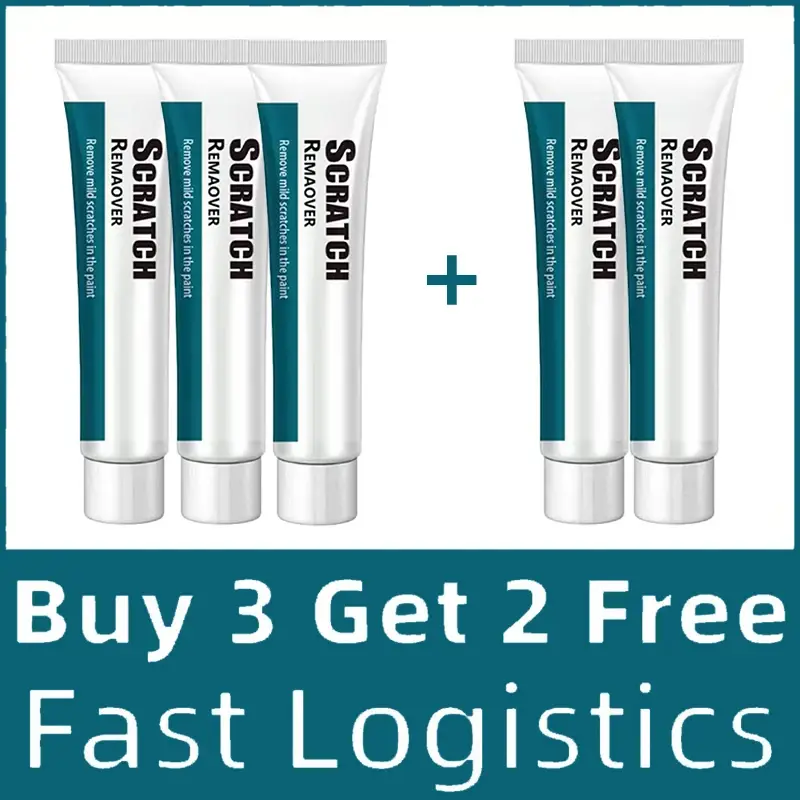 SCRATCH
REMAOVER
Remove mild scratches in the paint
SCRATCH
REMAOVER
Remove mild scratches in the paint
SCRATCH
REMAOVER
Remove mild scratches in the paint
+
SCRATCH
REMAOVER
SCRATCH
REMAOVER
Remove mild scratches in the paint
Remove mild scratches in the paint
Buy 3 Get 2 Free
Fast Logistics